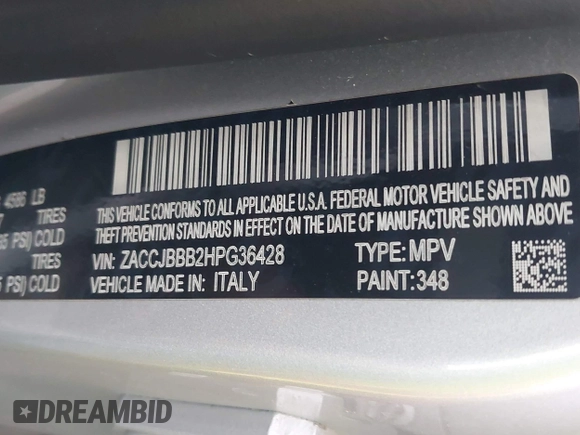 4586 LB
TIRES
PSI) COLD
TIRES
PSI) COLD
THIS VEHICLE CONFORMS TO ALL APPLICABLE U.S.A. FEDERAL MOTOR VEHICLE SAFETY AND
THEFT PREVENTION STANDARDS IN EFFECT ON THE DATE OF MANUFACTURE SHOWN ABOVE
VIN: ZACCJBBB2HPG36428 TYPE: MPV
VEHICLE MADE IN: ITALY PAINT: 348
DREAMBID